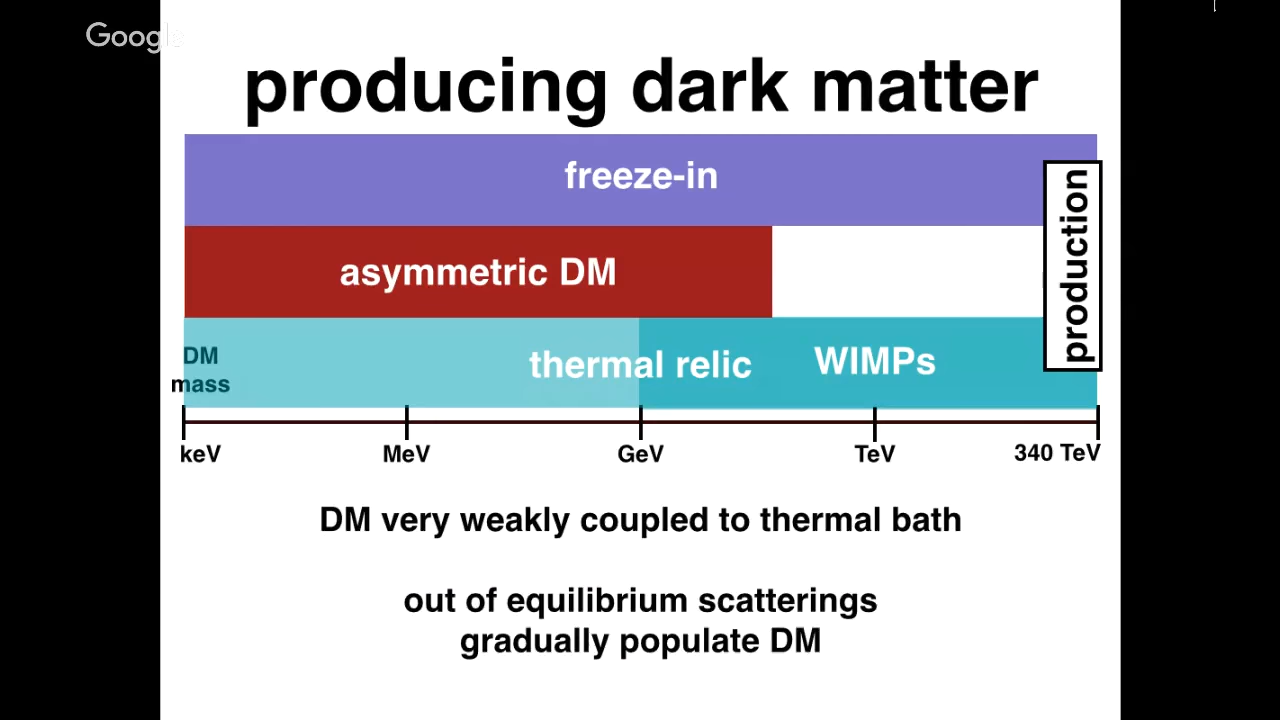 Google
producing dark matter
freeze-in
production
asymmetric DM
thermal relic
WIMPs
DM
mass
keV
MeV
GeV
TeV
340 TeV
DM very weakly coupled to thermal bath
out of equilibrium scatterings
gradually populate DM